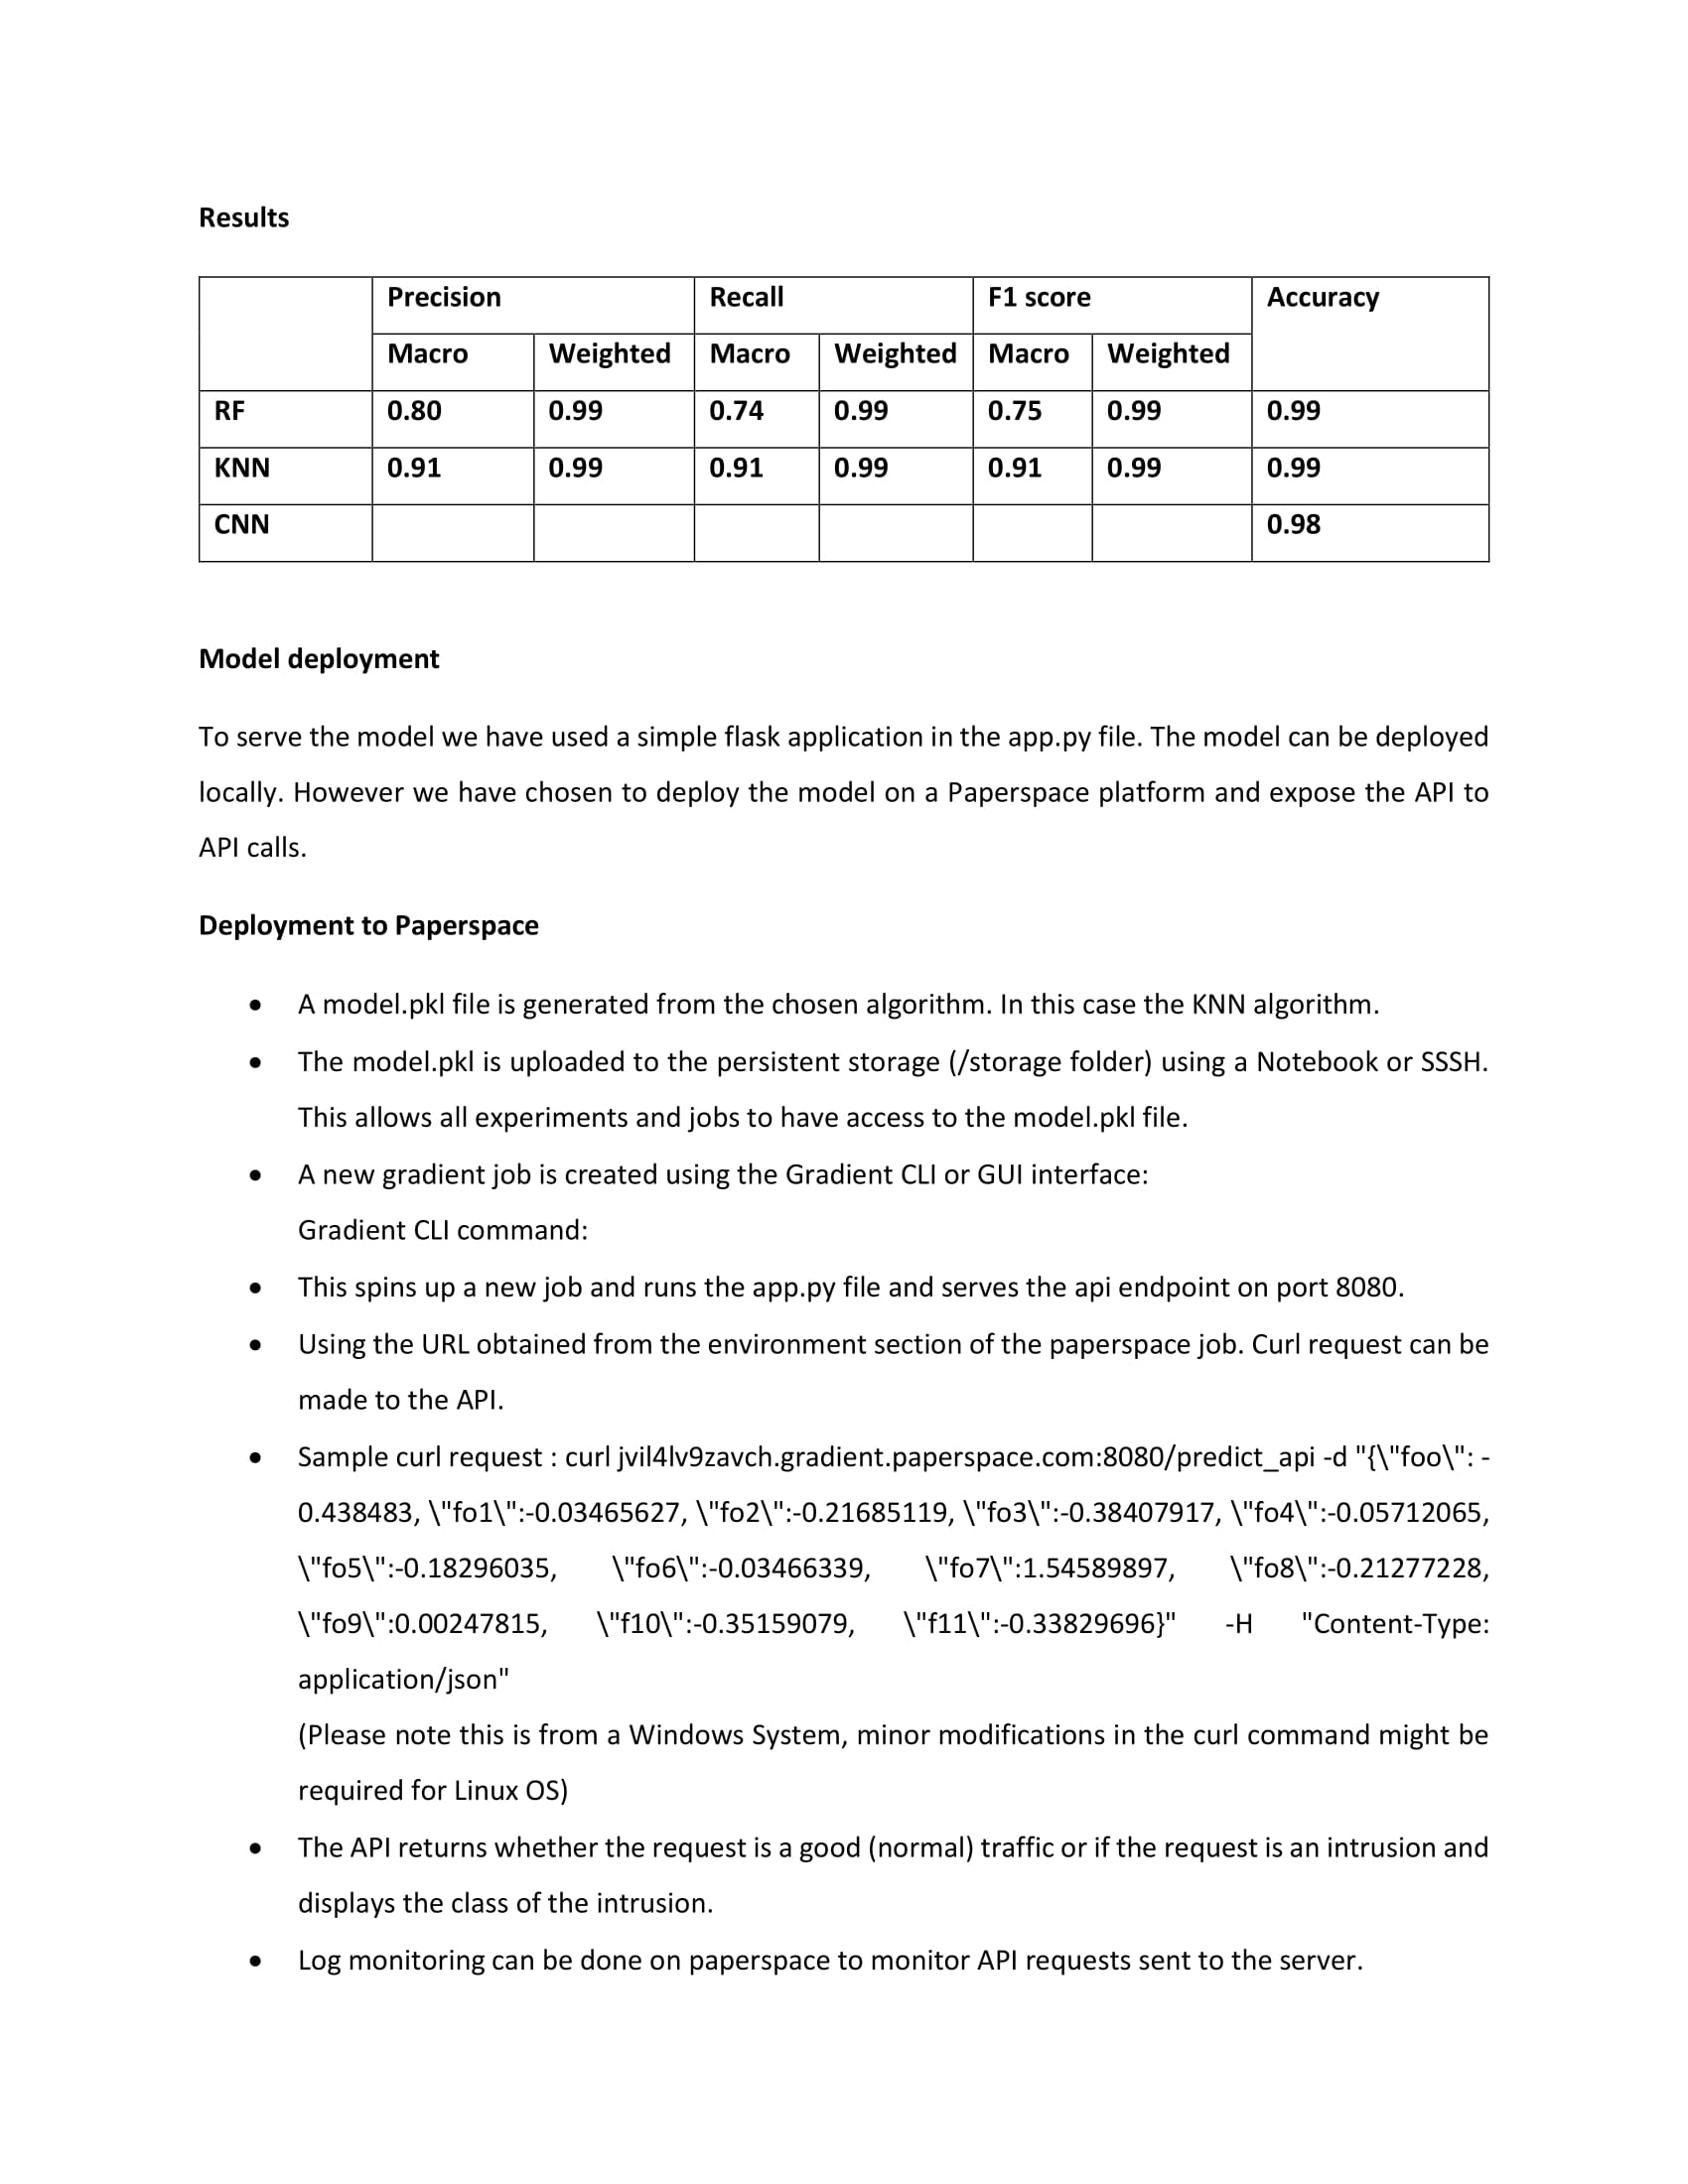 Results
Precision Recall F1 score Accuracy
Macro Weighted Macro Weighted Macro Weighted
RF 0.80 0.99 0.74 0.99 0.75 0.99 0.99
KNN 0.91 0.99 0.91 0.99 0.91 0.99 0.99
CNN 0.98
Model deployment
To serve the model we have used a simple flask application in the app.py file. The model can be deployed
locally. However we have chosen to deploy the model on a Paperspace platform and expose the API to
API calls.
Deployment to Paperspace
• A model.pkl file is generated from the chosen algorithm. In this case the KNN algorithm.
• The model.pkl is uploaded to the persistent storage (/storage folder) using a Notebook or SSSH.
This allows all experiments and jobs to have access to the model.pkl file.
• A new gradient job is created using the Gradient CLI or GUI interface:
Gradient CLI command:
• This spins up a new job and runs the app.py file and serves the api endpoint on port 8080.
• Using the URL obtained from the environment section of the paperspace job. Curl request can be
made to the API.
• Sample curl request : curl jvil4lv9zavch.gradient.paperspace.com:8080/predict_api -d "{\"foo\": -
0.438483, \"fo1\":-0.03465627, \"fo2\":-0.21685119, \"fo3\":-0.38407917, \"fo4\":-0.05712065,
\"fo5\":-0.18296035, \"fo6\":-0.03466339, \"fo7\":1.54589897, \"fo8\":-0.21277228,
\"fo9\":0.00247815, \"f10\":-0.35159079, \"f11\":-0.33829696}" -H "Content-Type:
application/json"
(Please note this is from a Windows System, minor modifications in the curl command might be
required for Linux OS)
• The API returns whether the request is a good (normal) traffic or if the request is an intrusion and
displays the class of the intrusion.
• Log monitoring can be done on paperspace to monitor API requests sent to the server.